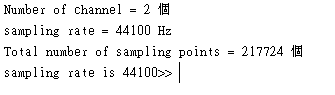 Number of channel = 2 個
sampling rate = 44100 Hz
Total number of sampling points = 217724 個
sampling rate is 44100>>